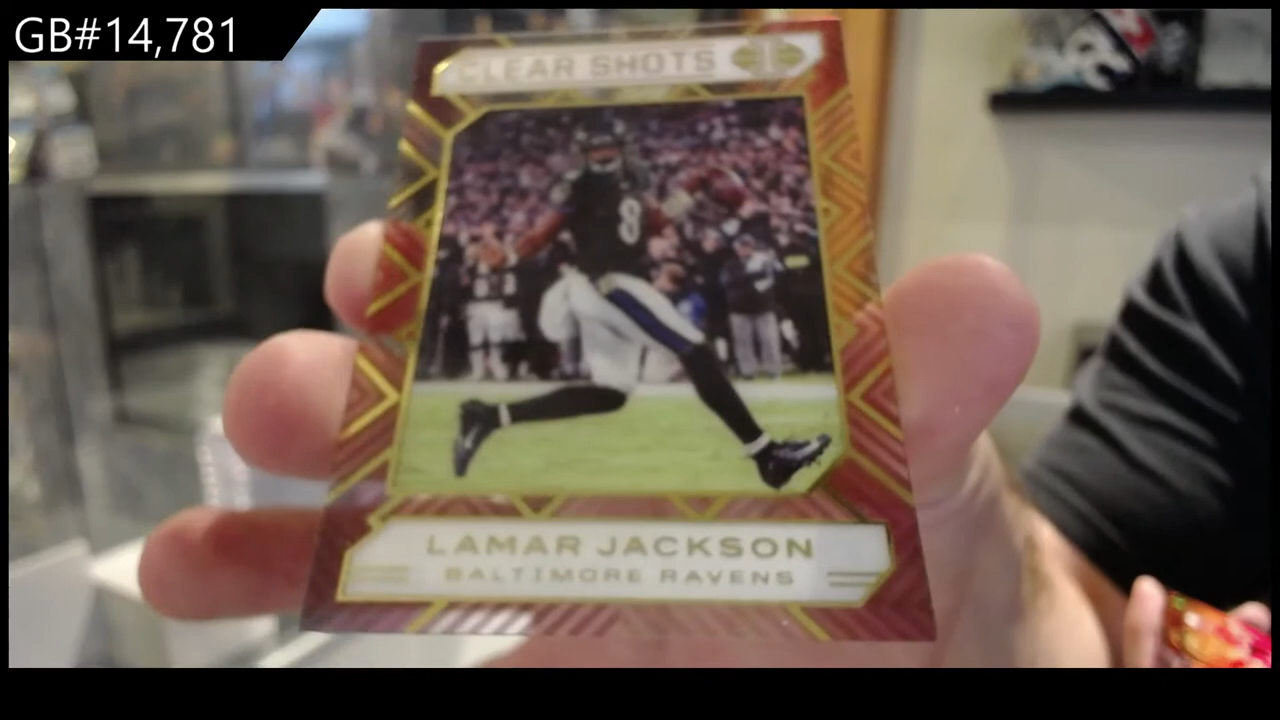 GB#14,781
CLEAR SHOTS
8
LAMAR JACKSON
BALTIMORE RAVENS